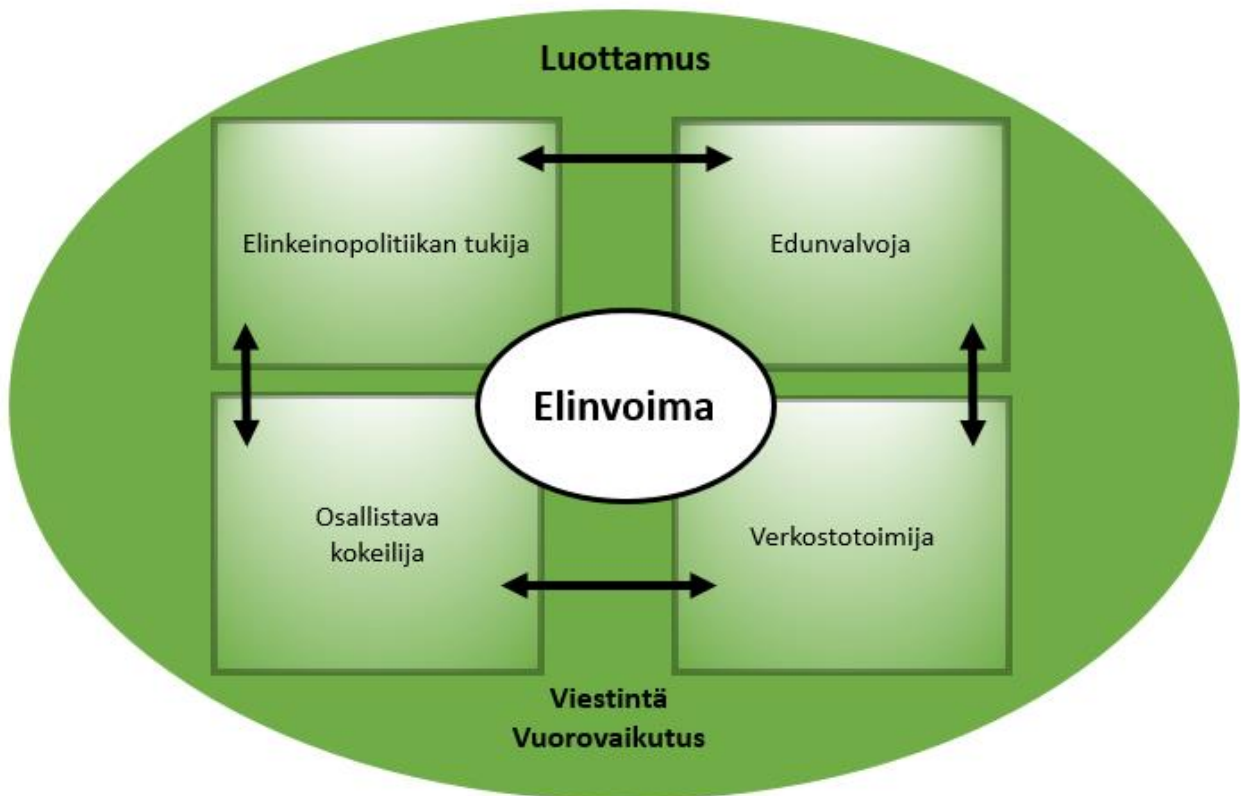 Luottamus
Elinkeinopolitiikan tukija
Edunvalvoja
Elinvoima
Osallistava
kokeilija
Verkostotoimija
Viestintä
Vuorovaikutus